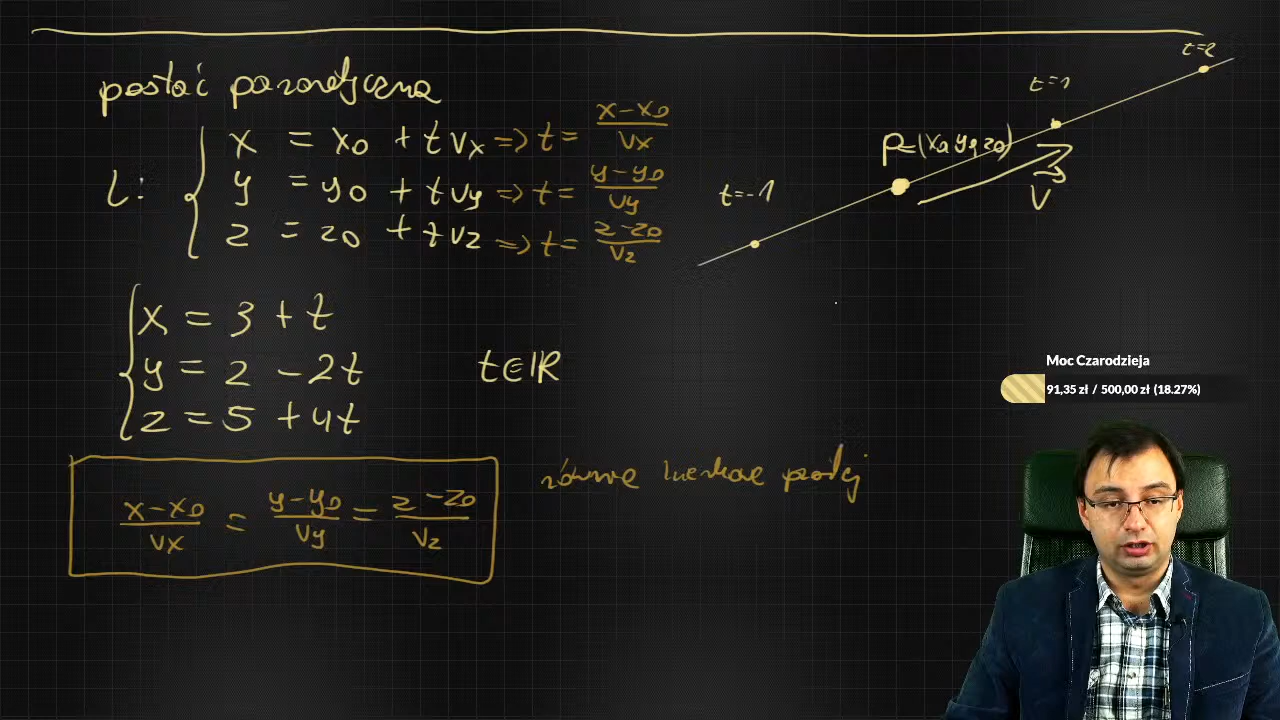 postać parametryczna
l: { x = x0 + t vx => t = (x-x0)/vx
y = y0 + t vy => t = (y-y0)/vy
z = z0 + t vz => t = (z-z0)/vz
t=2
t=1
P=(x0, y0, z0)
V
t=-1
{ x = 3 + t
y = 2 - 2t
z = 5 + 4t
t∈ℝ
(x-x0)/vx = (y-y0)/vy = (z-z0)/vz
prostej
Moc Czarodzieja
91,35 zł / 500,00 zł (18.27%)